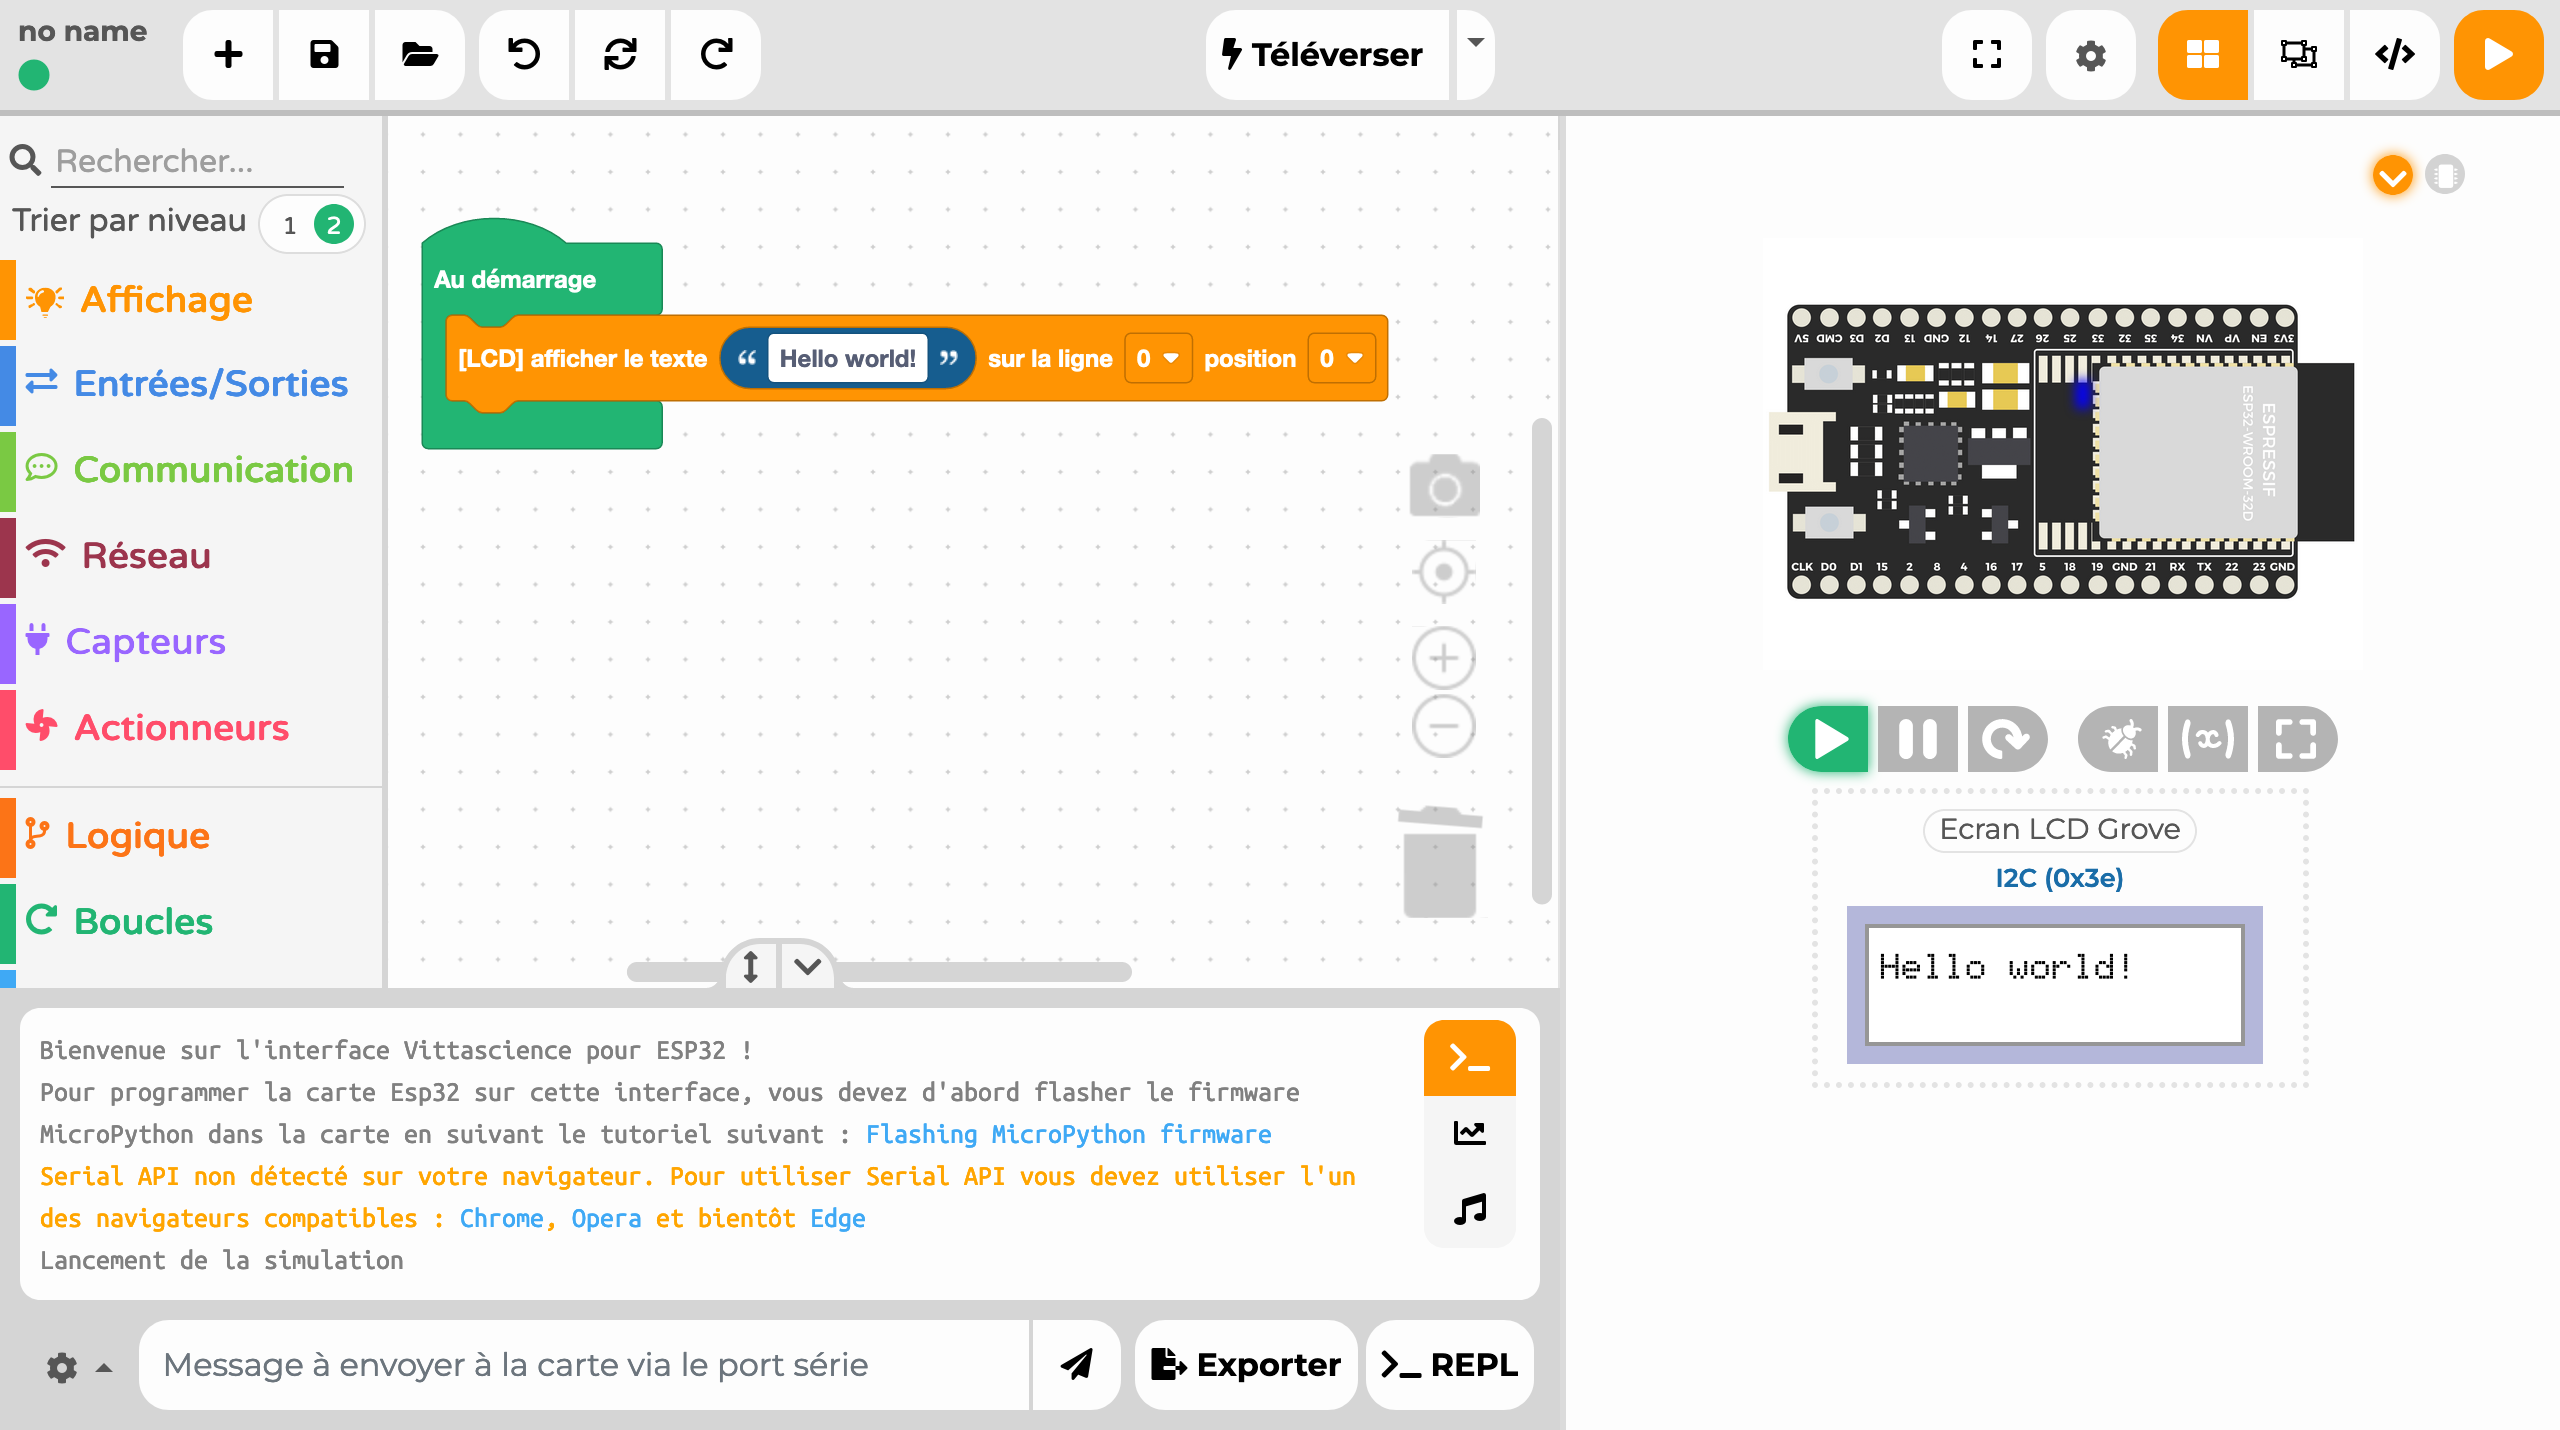 no name
Téléverser
Rechercher...
Trier par niveau 1 2
Affichage
Entrées/Sorties
Communication
Réseau
Capteurs
Actionneurs
Logique
Boucles
Au démarrage
[LCD] afficher le texte “ Hello world! ” sur la ligne 0 position 0
5V CMD D3 D2 13 GND 12 14 27 26 25 33 32 35 34 VN VP EN 3V3
ESPRESSIF
ESP32-WROOM-32D
CLK D0 D1 15 2 8 4 16 17 5 18 19 GND 21 RX TX 22 23 GND
(x)
Ecran LCD Grove
I2C (0x3e)
Hello world!
Bienvenue sur l'interface Vittascience pour ESP32 !
Pour programmer la carte Esp32 sur cette interface, vous devez d'abord flasher le firmware
MicroPython dans la carte en suivant le tutoriel suivant : Flashing MicroPython firmware
Serial API non détecté sur votre navigateur. Pour utiliser Serial API vous devez utiliser l'un
des navigateurs compatibles : Chrome, Opera et bientôt Edge
Lancement de la simulation
Message à envoyer à la carte via le port série
Exporter
REPL